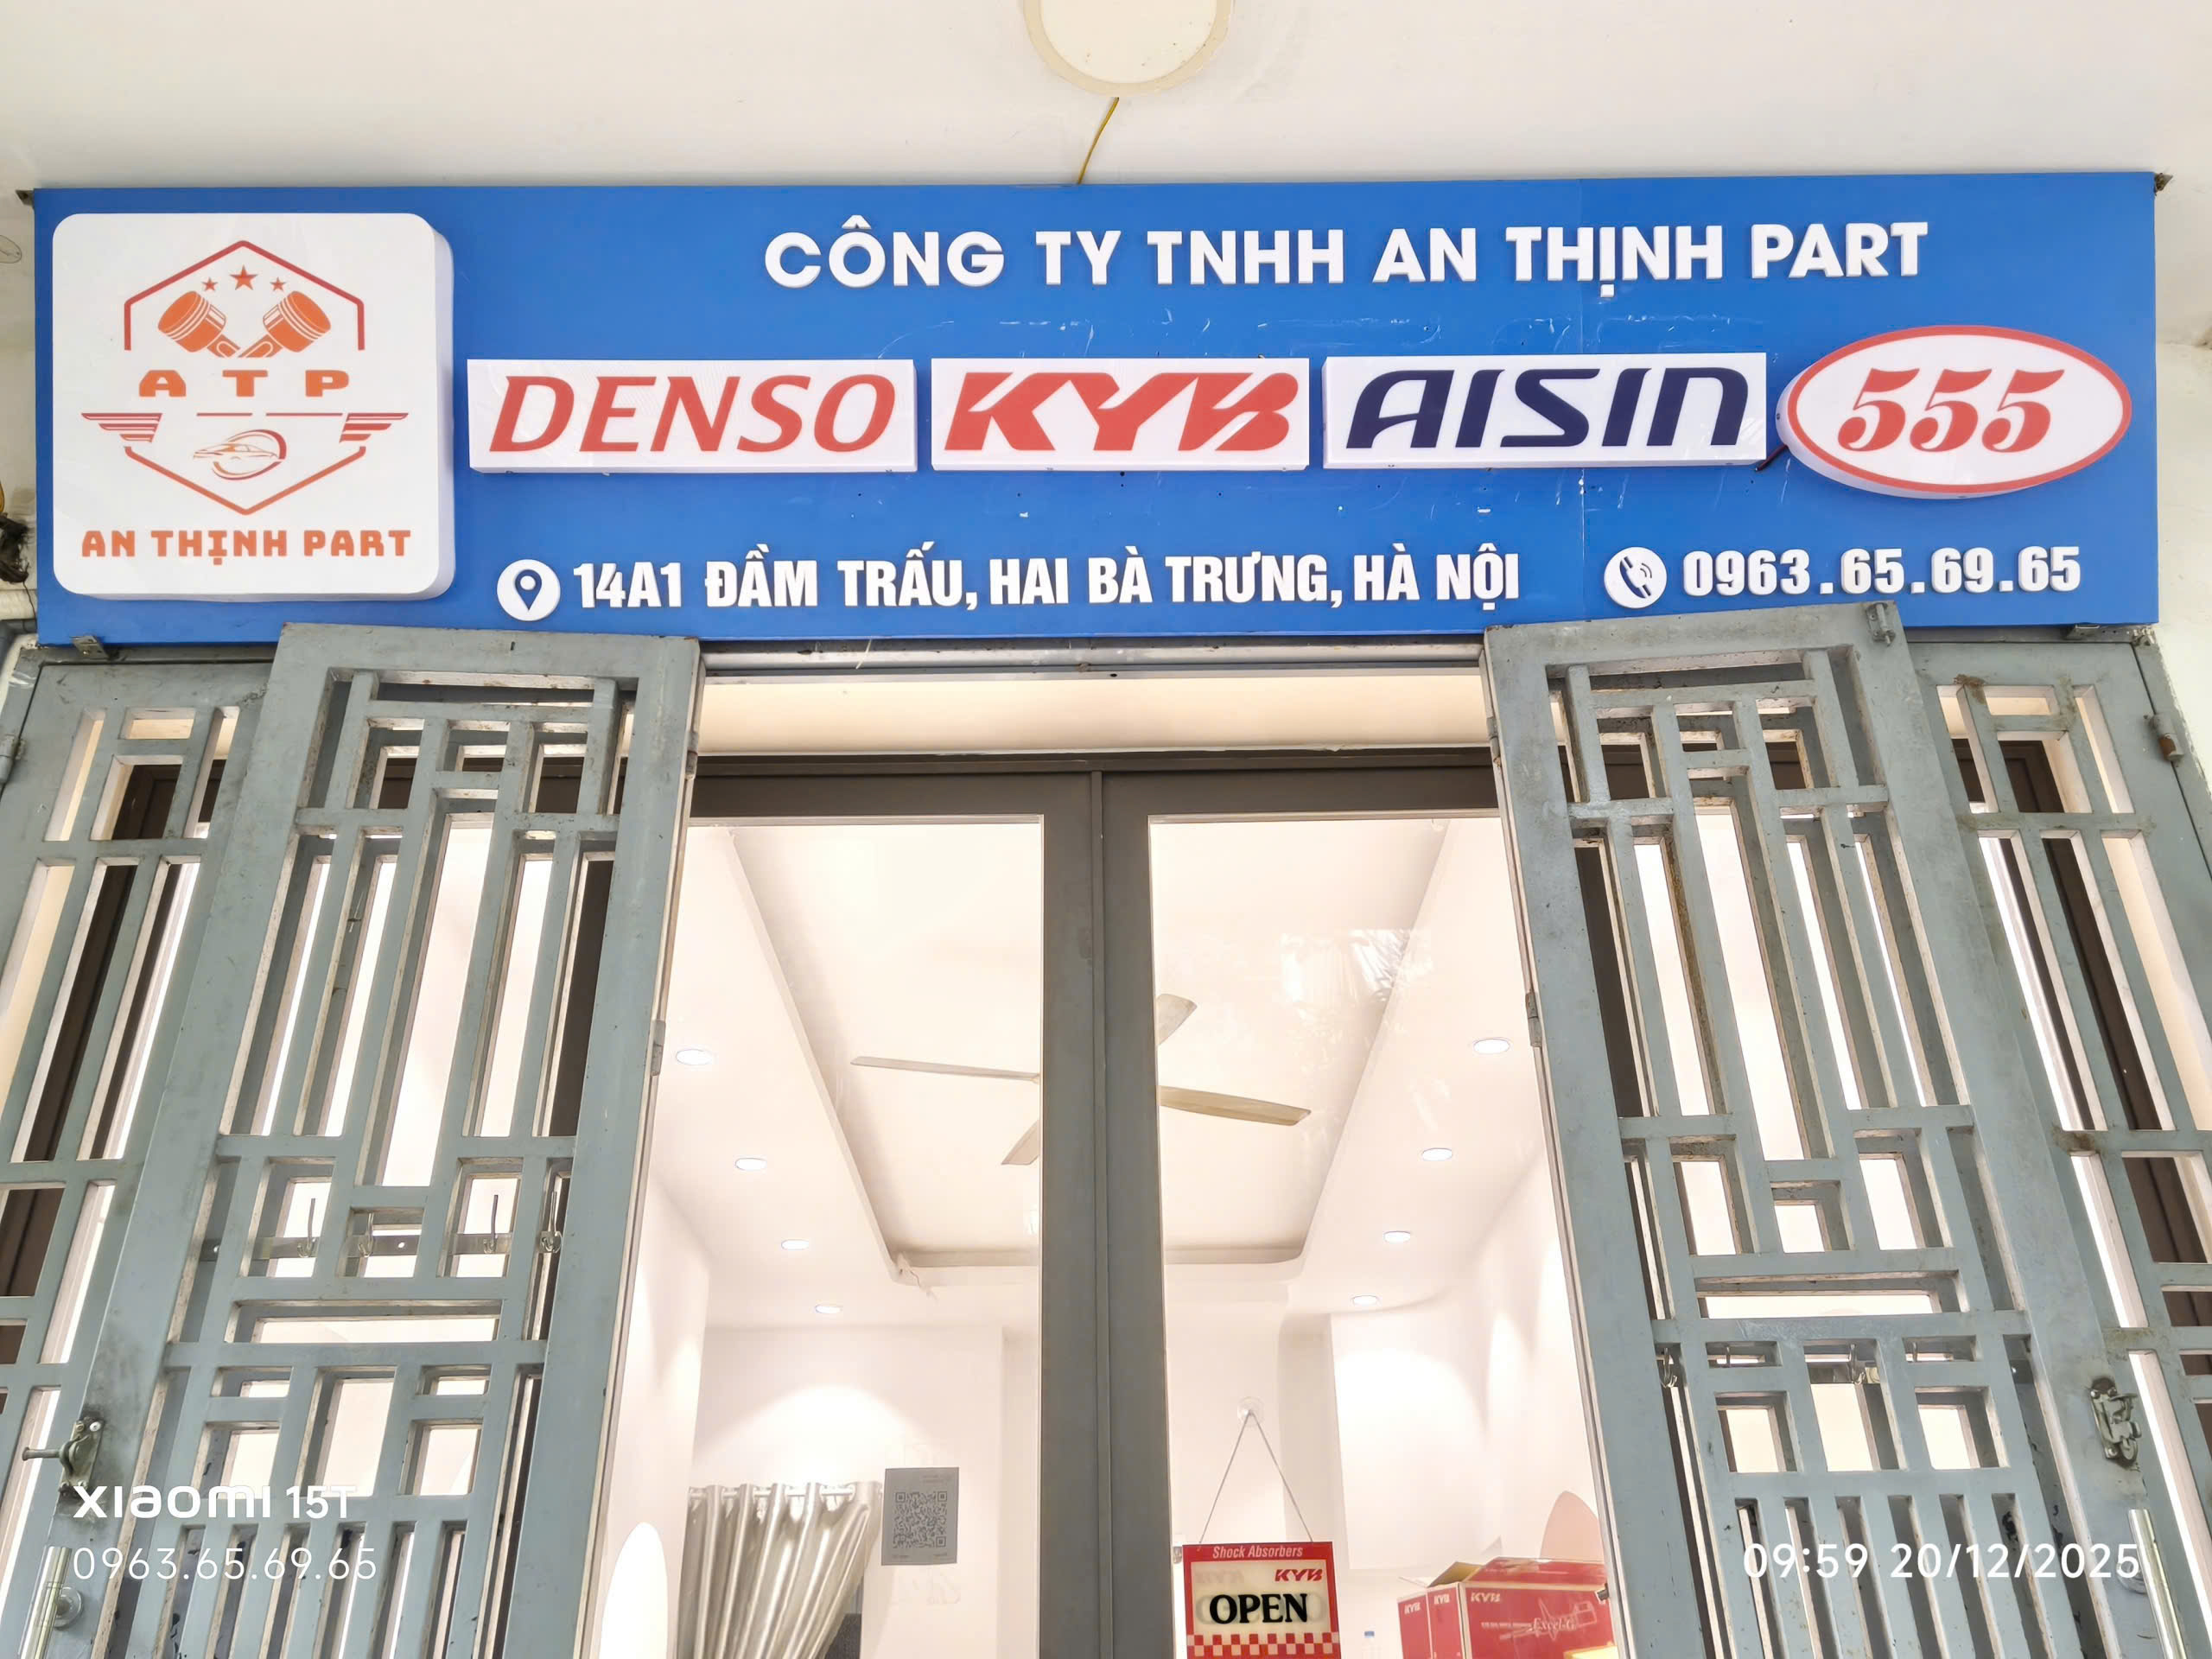 CÔNG TY TNHH AN THỊNH PART
ATP
AN THỊNH PART
DENSO KYB AISIN 555
14A1 ĐẦM TRẤU, HAI BÀ TRƯNG, HÀ NỘI 0963.65.69.65
Shock Absorbers
KYB
OPEN
KYB KYB KYB
xiaomi 15T
0963.65.69.65
09:59 20/12/2025